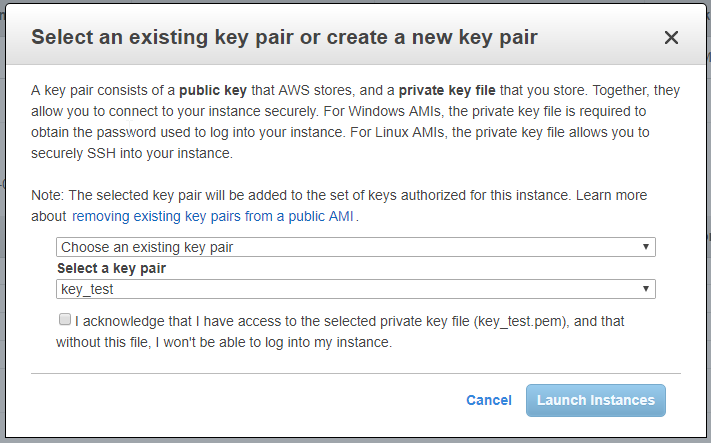 Select an existing key pair or create a new key pair
A key pair consists of a public key that AWS stores, and a private key file that you store. Together, they
allow you to connect to your instance securely. For Windows AMIs, the private key file is required to
obtain the password used to log into your instance. For Linux AMIs, the private key file allows you to
securely SSH into your instance.
Note: The selected key pair will be added to the set of keys authorized for this instance. Learn more
about removing existing key pairs from a public AMI.
Choose an existing key pair
Select a key pair
key_test
I acknowledge that I have access to the selected private key file (key_test.pem), and that
without this file, I won't be able to log into my instance.
Cancel Launch Instances